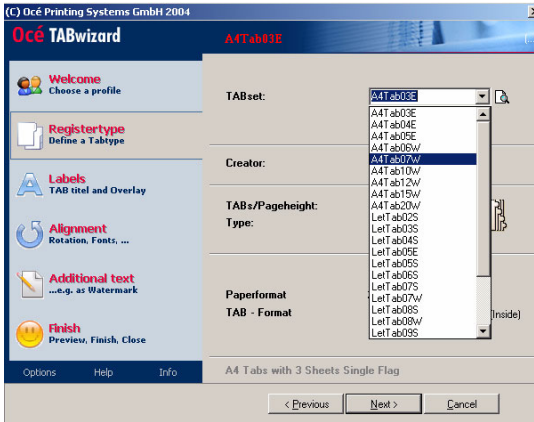 (C) Océ Printing Systems GmbH 2004
Océ TABwizard
A4Tab03E
Welcome
Choose a profile
Registertype
Define a Tabtype
Labels
TAB titel and Overlay
Alignment
Rotation, Fonts, ...
Additional text
...e.g. as Watermark
Finish
Preview, Finish, Close
Options Help Info
TABset:
A4Tab03E
A4Tab03E
A4Tab04E
A4Tab05E
A4Tab06W
A4Tab07W
A4Tab10W
A4Tab12W
A4Tab15W
A4Tab20W
LetTab02S
LetTab03S
LetTab04S
LetTab05E
LetTab05S
LetTab06S
LetTab07S
LetTab07W
LetTab08S
LetTab08W
LetTab09S
Creator:
TABs/Pageheight:
Type:
Paperformat
TAB - Format
Inside)
A4 Tabs with 3 Sheets Single Flag
< Previous
Next >
Cancel